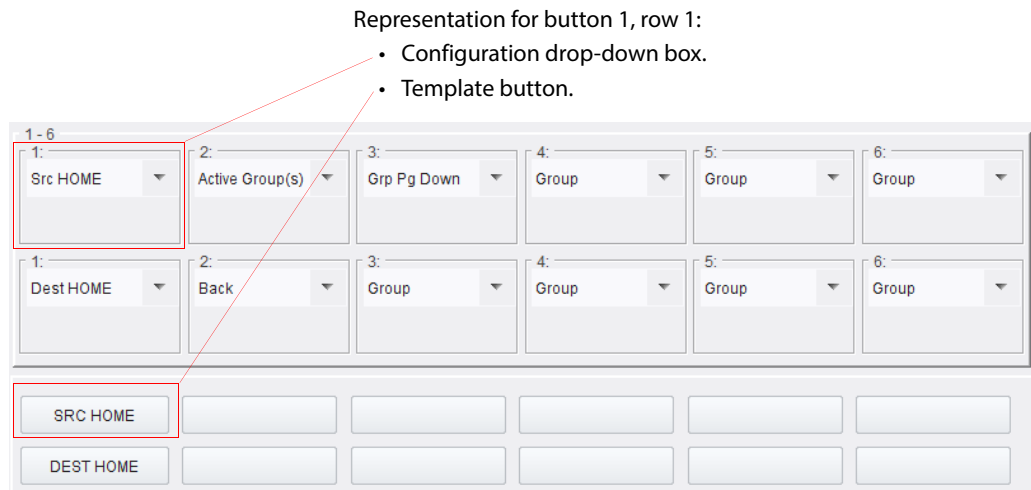 Representation for button 1, row 1:
• Configuration drop-down box.
• Template button.
1 - 6
1: 2: 3: 4: 5: 6:
Src HOME Active Group(s) Grp Pg Down Group Group Group
1: 2: 3: 4: 5: 6:
Dest HOME Back Group Group Group Group
SRC HOME
DEST HOME